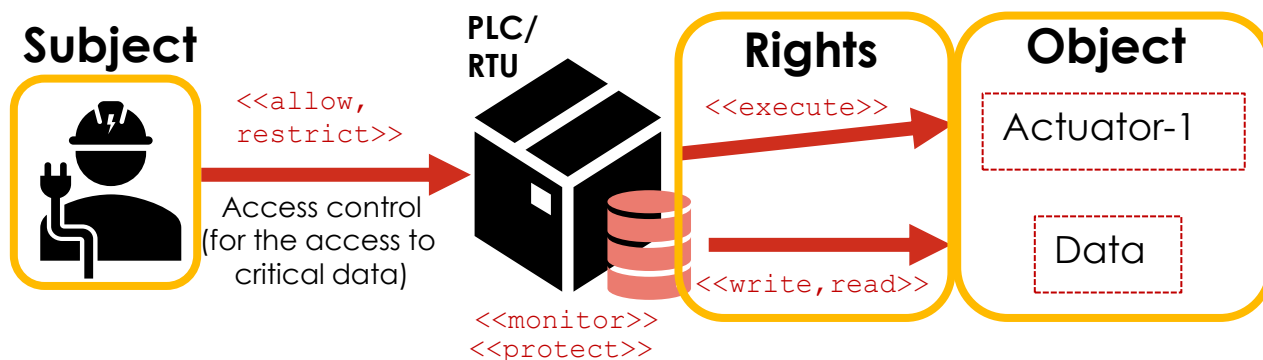 Subject
<<allow,
restrict>>
Access control
(for the access to
critical data)
PLC/
RTU
<<monitor>>
<<protect>>
Rights
<<execute>>
<<write,read>>
Object
Actuator-1
Data